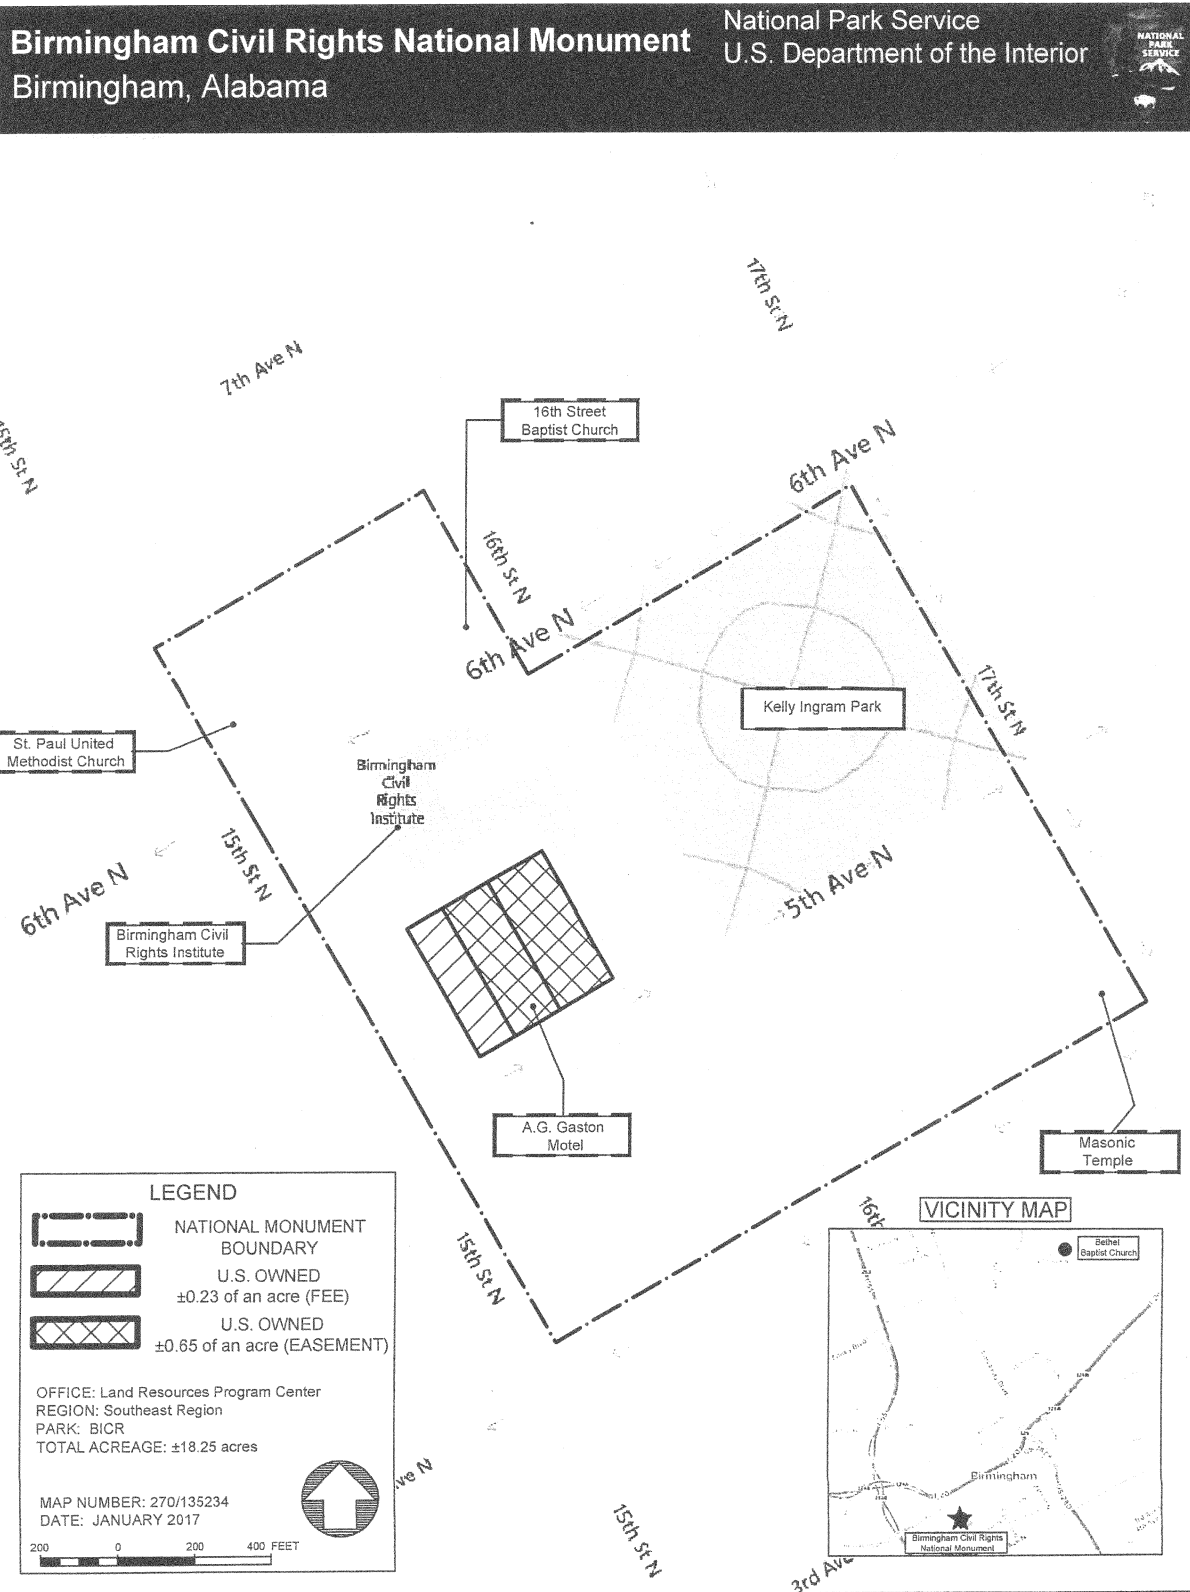 Birmingham Civil Rights National Monument
Birmingham, Alabama
National Park Service
U.S. Department of the Interior
NATIONAL
PARK
SERVICE
17th St N
7th Ave N
15th St N
16th Street
Baptist Church
6th Ave N
16th St N
6th Ave N
Kelly Ingram Park
17th St N
St. Paul United
Methodist Church
Birmingham
Civil
Rights
Institute
15th St N
6th Ave N
5th Ave N
Birmingham Civil
Rights Institute
A.G. Gaston
Motel
Masonic
Temple
LEGEND
NATIONAL MONUMENT
BOUNDARY
U.S. OWNED
±0.23 of an acre (FEE)
U.S. OWNED
±0.65 of an acre (EASEMENT)
OFFICE: Land Resources Program Center
REGION: Southeast Region
PARK: BICR
TOTAL ACREAGE: ±18.25 acres
MAP NUMBER: 270/135234
DATE: JANUARY 2017
200 0 200 400 FEET
15th St N
ve N
15th St N
3rd Ave
16th
VICINITY MAP
Bethel
Baptist Church
Birmingham
Birmingham Civil Rights
National Monument